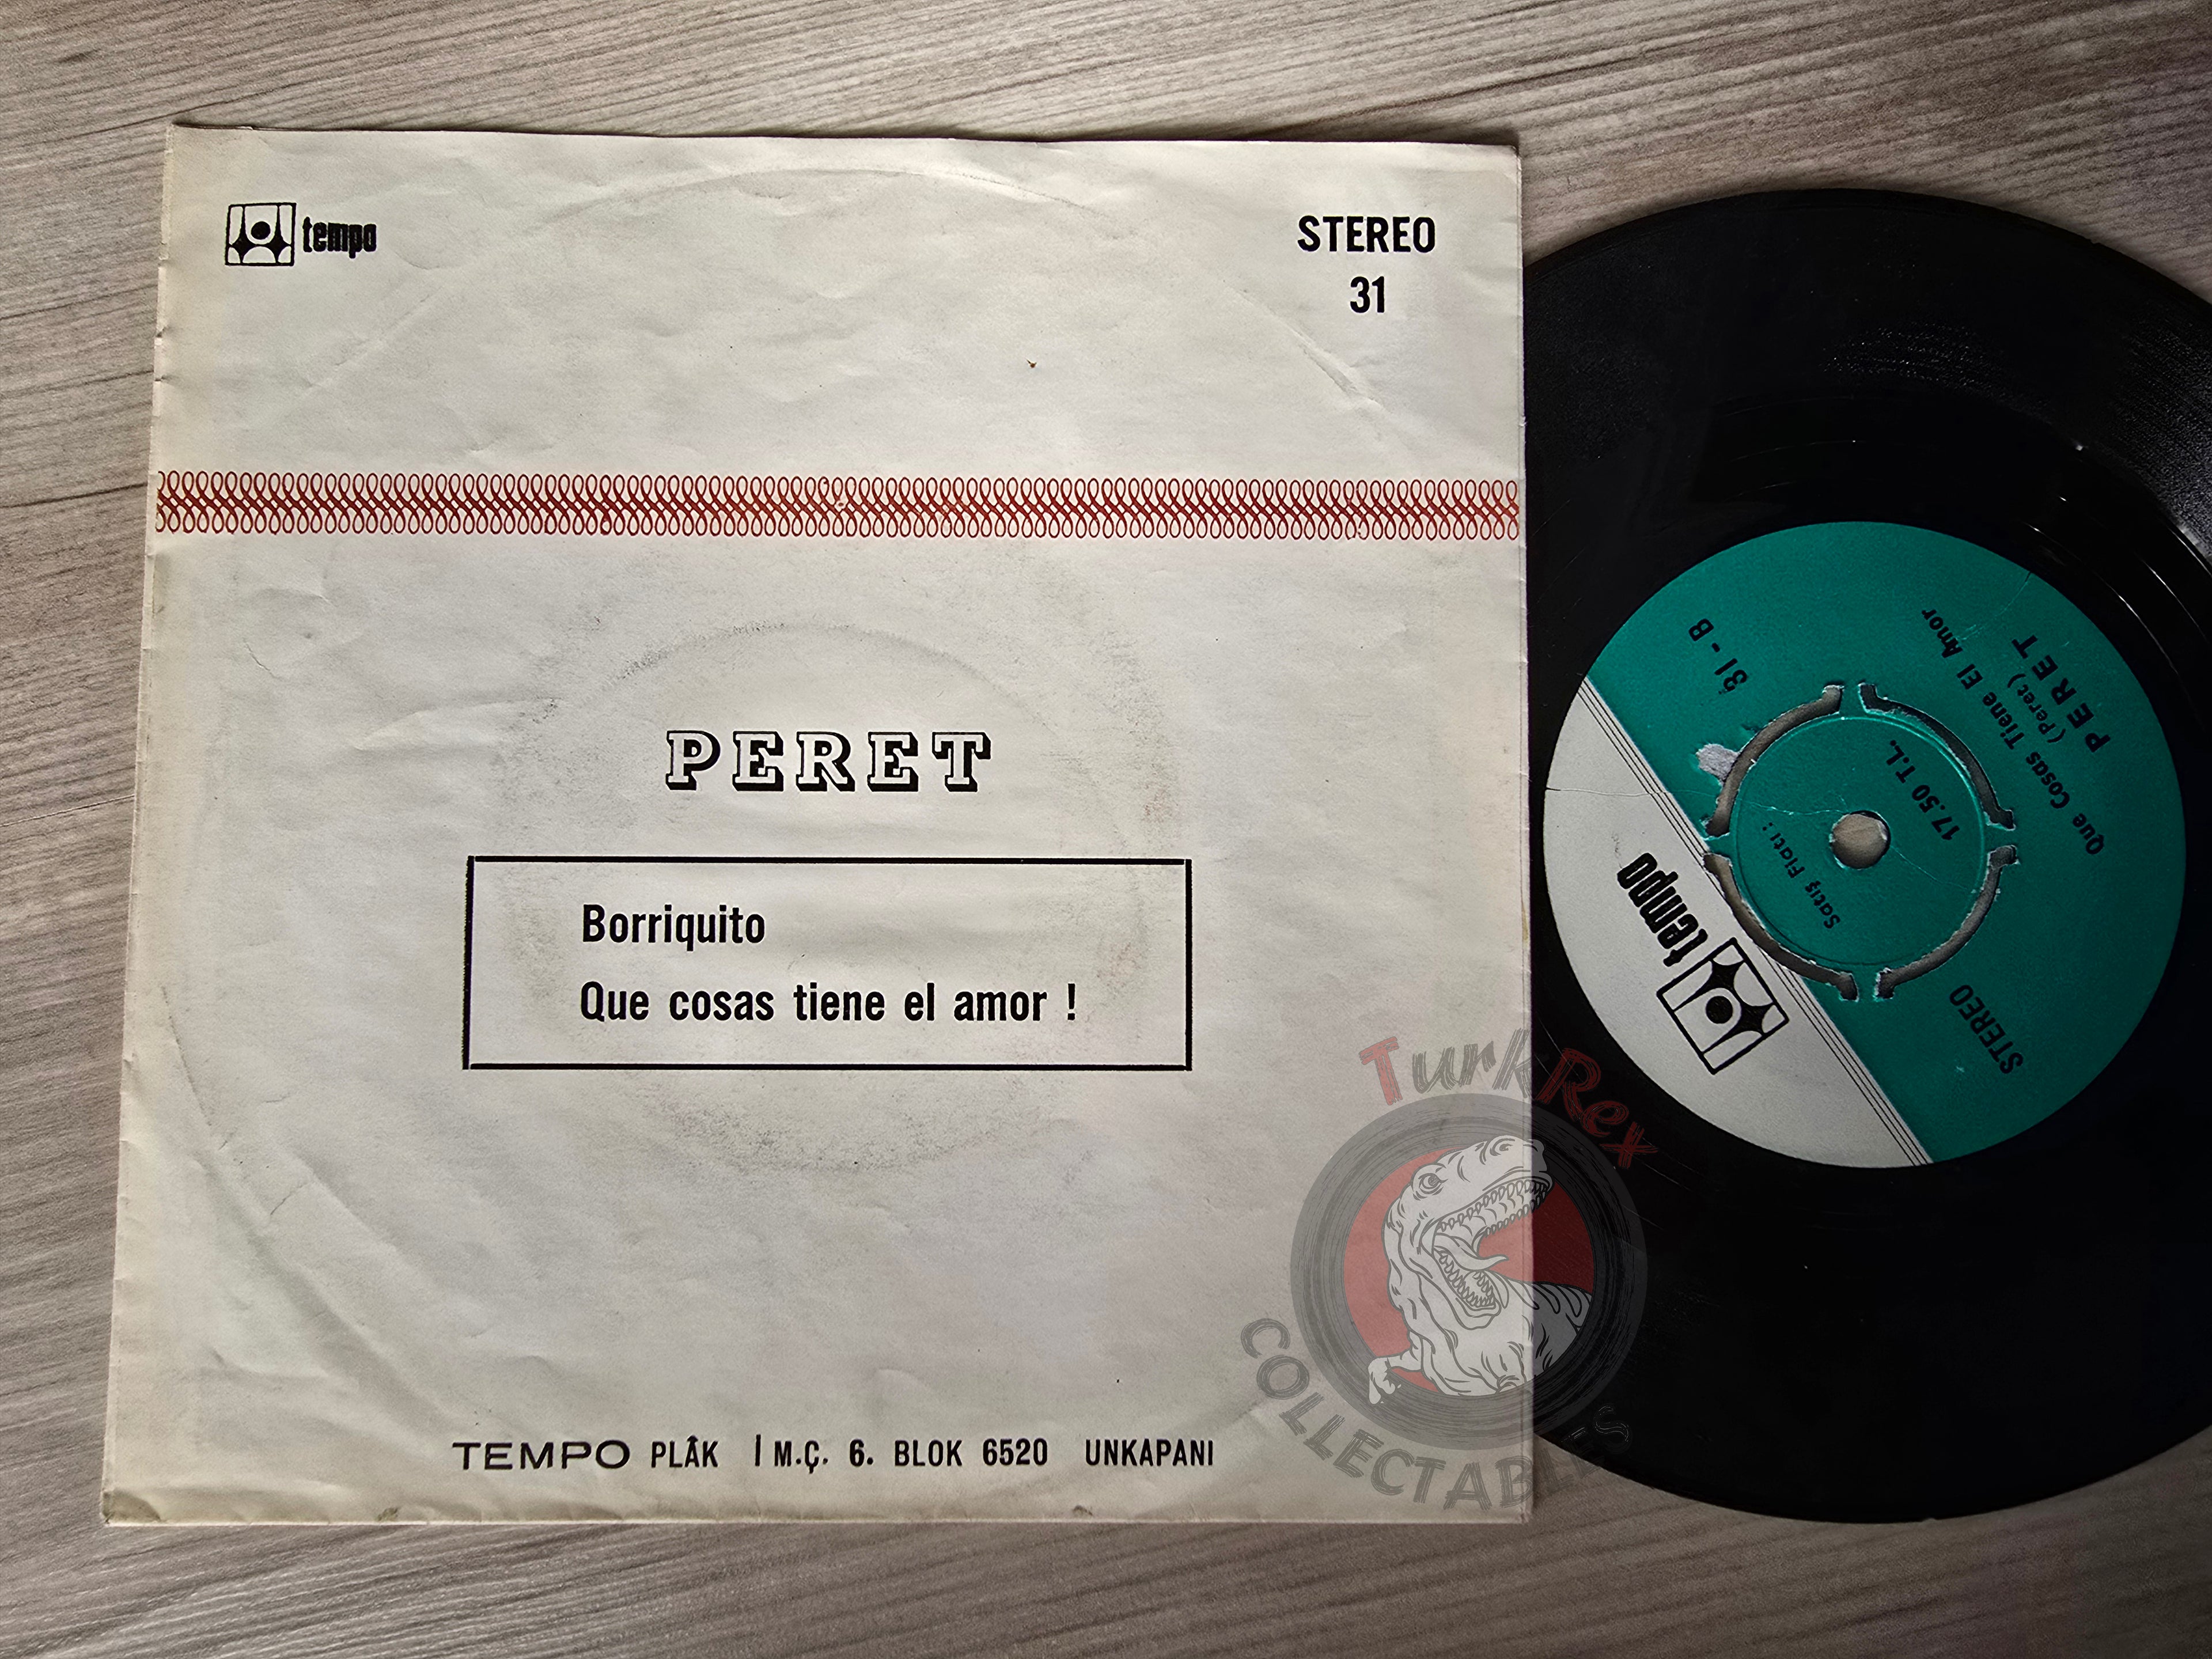 tempo
STEREO
31
PERET
Borriquito
Que cosas tiene el amor !
TEMPO PLÂK İ M.Ç. 6. BLOK 6520 UNKAPANI
tempo
STEREO
31-B
Satış Fiatı :
17.50 T.L.
Que Cosas Tiene El Amor
(Peret)
PERET
TurkRex
COLLECTABLES